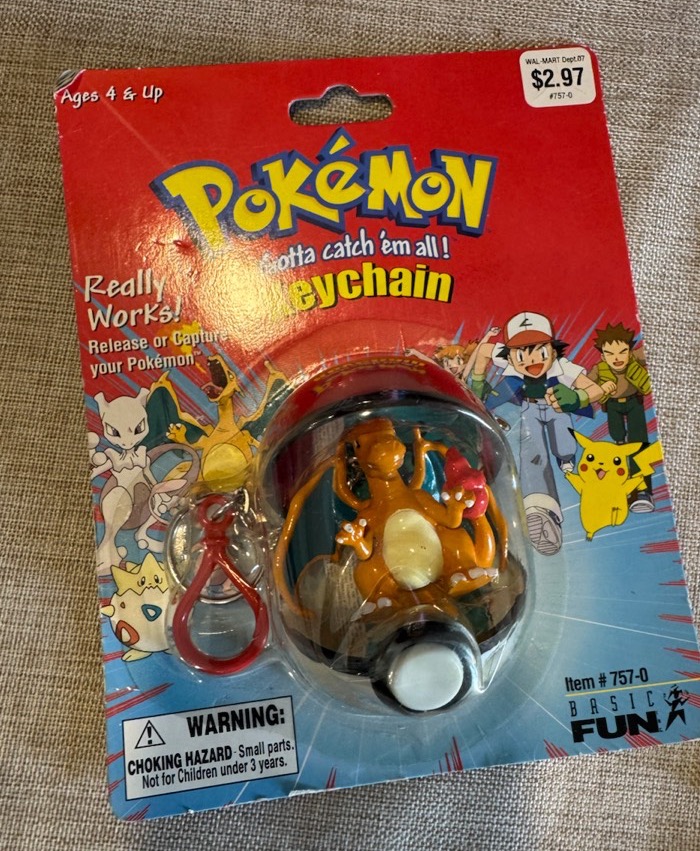 Ages 4 & Up
WAL-MART Dept.07
$2.97
#757-0
POKéMON
Gotta catch 'em all!
Keychain
Really
Works!
Release or Capture
your Pokémon™
WARNING:
CHOKING HAZARD-Small parts.
Not for Children under 3 years.
Item # 757-0
BASIC
FUN